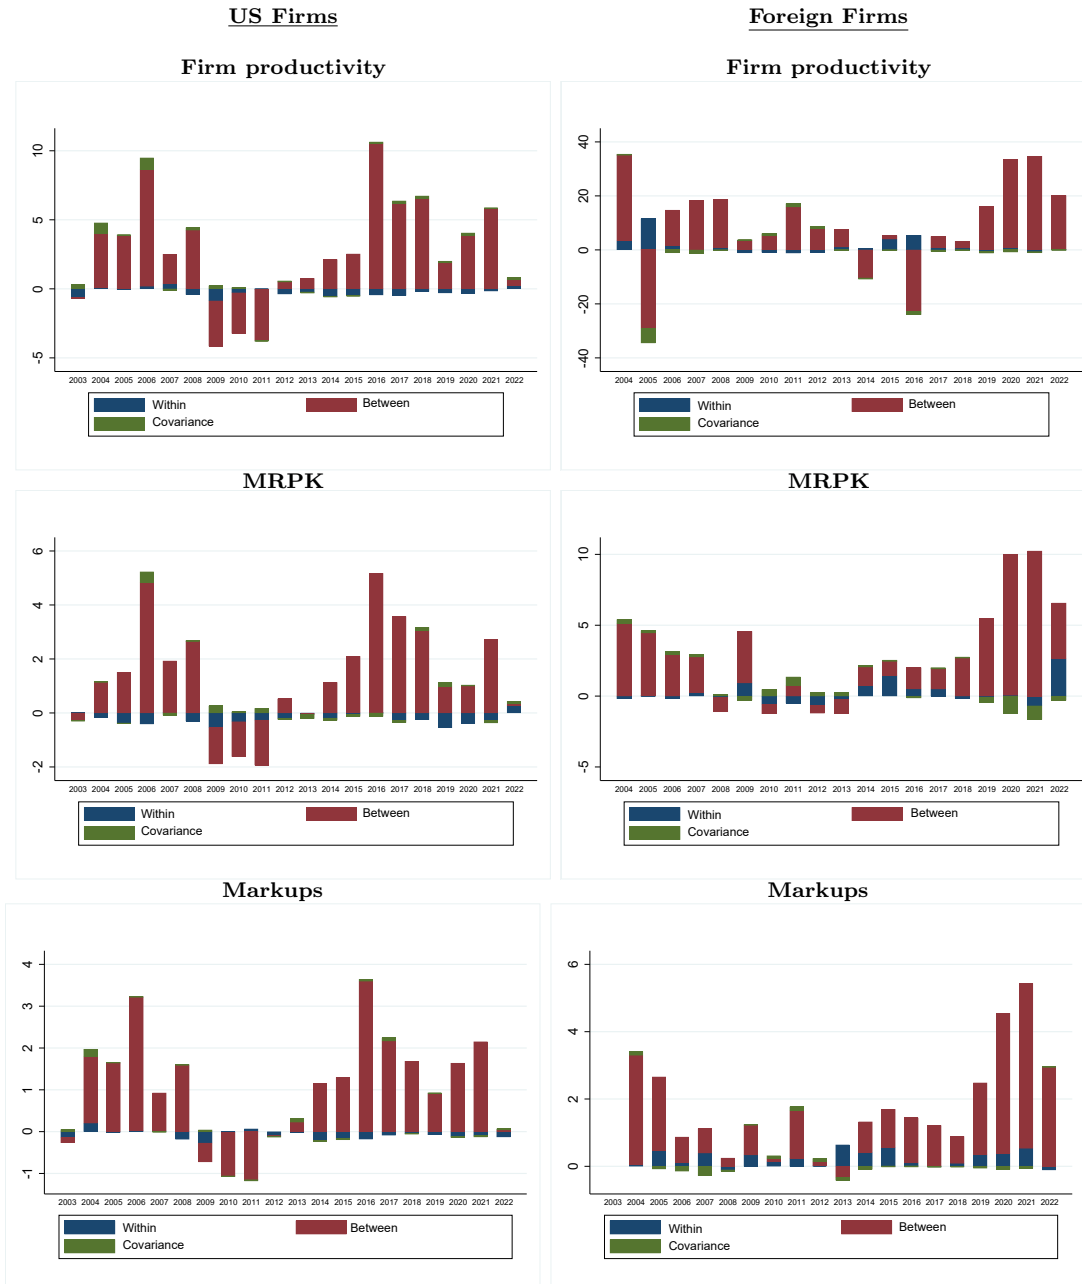 US Firms
Foreign Firms
Firm productivity
Firm productivity
10
5
0
-5
2003 2004 2005 2006 2007 2008 2009 2010 2011 2012 2013 2014 2015 2016 2017 2018 2019 2020 2021 2022
Within Between
Covariance
40
20
0
-20
-40
2004 2005 2006 2007 2008 2009 2010 2011 2012 2013 2014 2015 2016 2017 2018 2019 2020 2021 2022
Within Between
Covariance
MRPK
MRPK
6
4
2
0
-2
2003 2004 2005 2006 2007 2008 2009 2010 2011 2012 2013 2014 2015 2016 2017 2018 2019 2020 2021 2022
Within Between
Covariance
10
5
0
-5
2004 2005 2006 2007 2008 2009 2010 2011 2012 2013 2014 2015 2016 2017 2018 2019 2020 2021 2022
Within Between
Covariance
Markups
Markups
4
3
2
1
0
-1
2003 2004 2005 2006 2007 2008 2009 2010 2011 2012 2013 2014 2015 2016 2017 2018 2019 2020 2021 2022
Within Between
Covariance
6
4
2
0
2003 2004 2005 2006 2007 2008 2009 2010 2011 2012 2013 2014 2015 2016 2017 2018 2019 2020 2021 2022
Within Between
Covariance